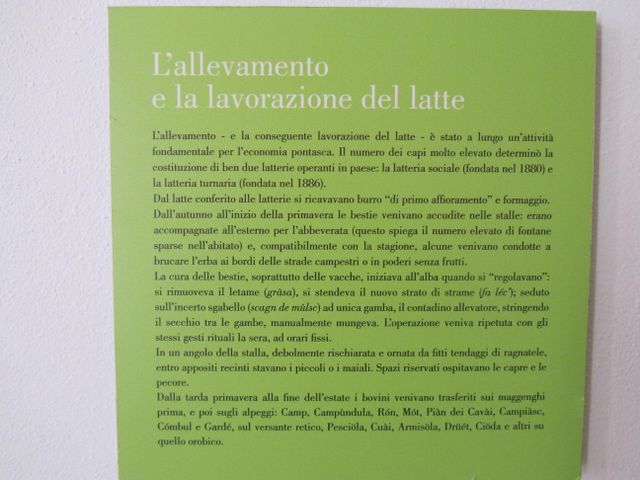 L'allevamento
e la lavorazione del latte
L'allevamento - e la conseguente lavorazione del latte - è stato a lungo un'attività
fondamentale per l'economia pontasca. Il numero dei capi molto elevato determinò la
costituzione di ben due latterie operanti in paese: la latteria sociale (fondata nel 1880) e
la latteria turnaria (fondata nel 1886).
Dal latte conferito alle latterie si ricavavano burro "di primo affioramento" e formaggio.
Dall'autunno all'inizio della primavera le bestie venivano accudite nelle stalle: erano
accompagnate all'esterno per l'abbeverata (questo spiega il numero elevato di fontane
sparse nell'abitato) e, compatibilmente con la stagione, alcune venivano condotte a
brucare l'erba ai bordi delle strade campestri o in poderi senza frutti.
La cura delle bestie, soprattutto delle vacche, iniziava all'alba quando si "regolavano":
si rimuoveva il letame (gràsa), si stendeva il nuovo strato di strame (fa léc'); seduto
sull'incerto sgabello (scagn de mùlsc) ad unica gamba, il contadino allevatore, stringendo
il secchio tra le gambe, manualmente mungeva. L'operazione veniva ripetuta con gli
stessi gesti rituali la sera, ad orari fissi.
In un angolo della stalla, debolmente rischiarata e ornata da fitti tendaggi di ragnatele,
entro appositi recinti stavano i piccoli o i maiali. Spazi riservati ospitavano le capre e le
pecore.
Dalla tarda primavera alla fine dell'estate i bovini venivano trasferiti sui maggenghi
prima, e poi sugli alpeggi: Camp, Campùndula, Rón, Mót, Piàn dei Cavài, Campiàsc,
Cómbul e Gardé, sul versante retico, Pesciöla, Cuài, Armisöla, Drüét, Ciöda e altri su
quello orobico.